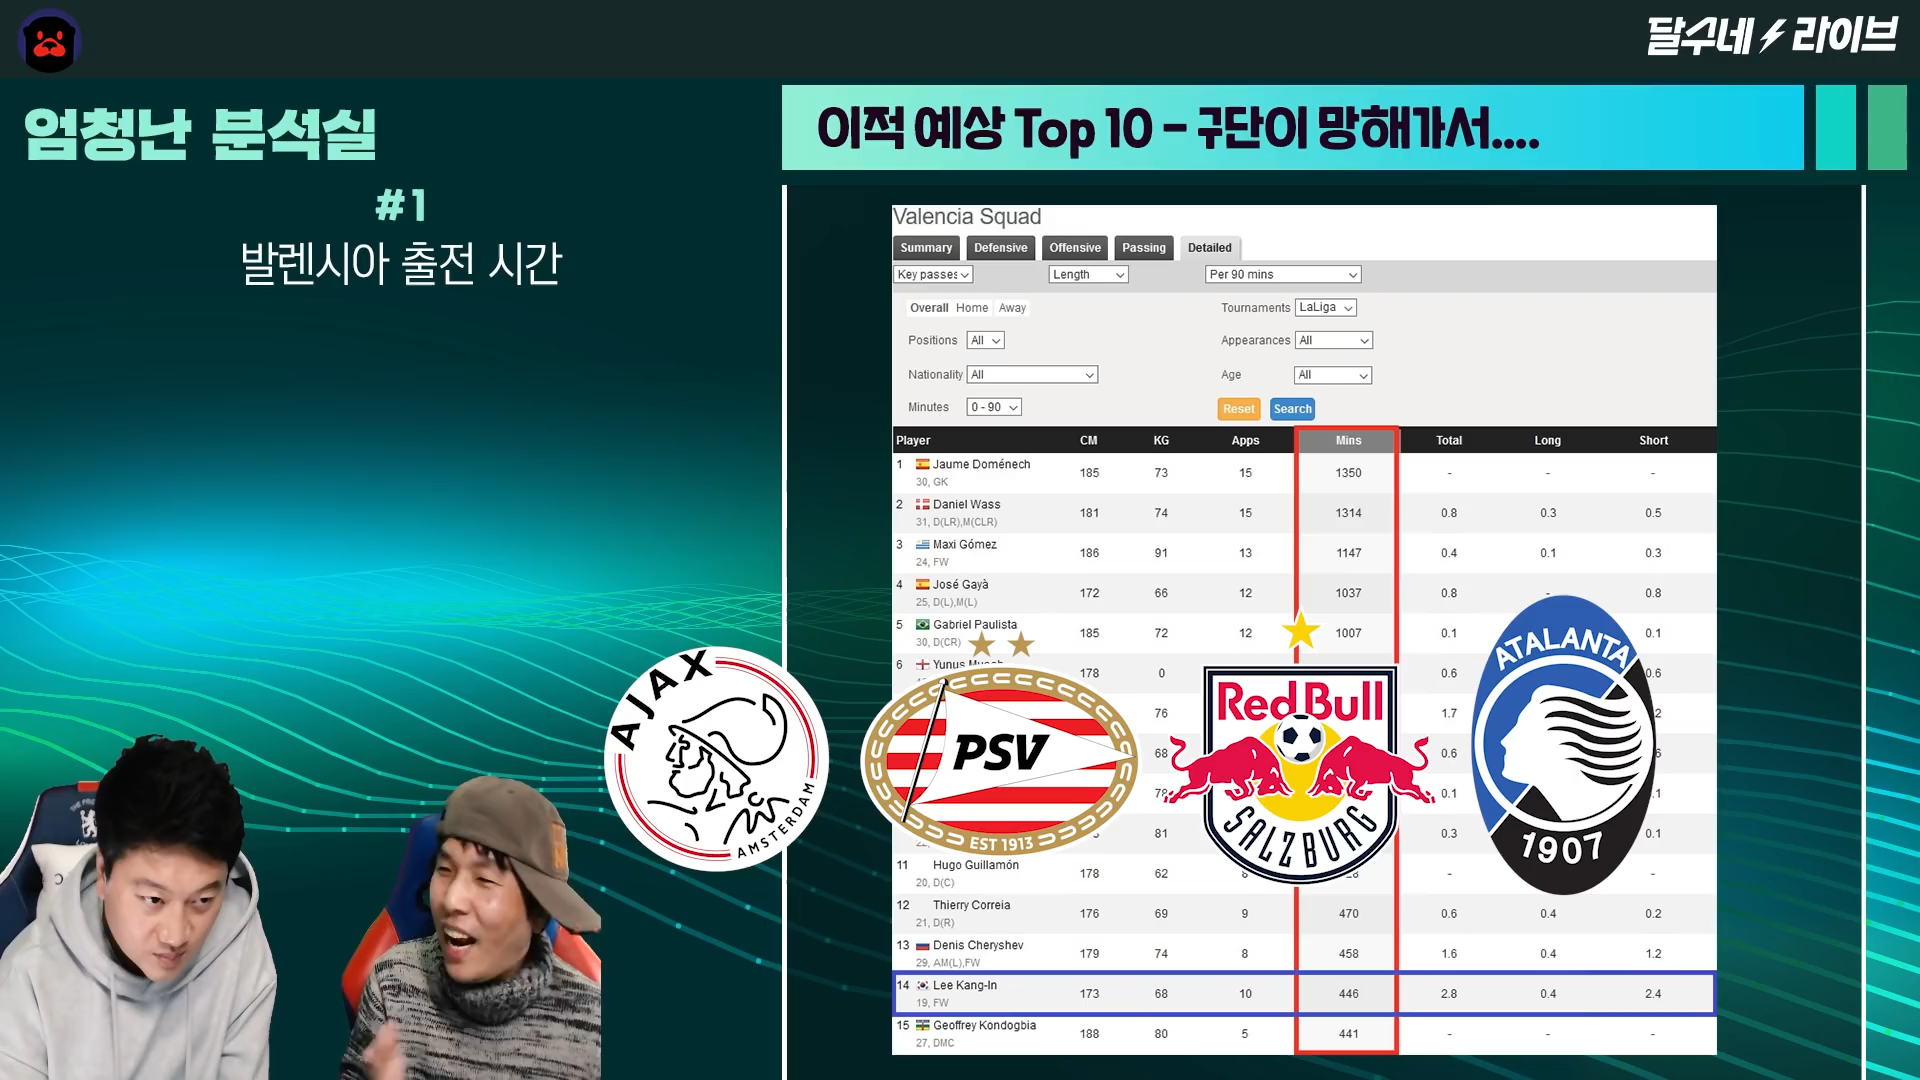 달수네 라이브
엄청난 분석실
#1
발렌시아 출전 시간
이적 예상 Top 10 - 구단이 망해가서....
Valencia Squad
Summary Defensive Offensive Passing Detailed
Key passes Length Per 90 mins
Overall Home Away Tournaments LaLiga
Positions All Appearances All
Nationality All Age All
Minutes 0 - 90 Reset Search
Player CM KG Apps Mins Total Long Short
1 Jaume Doménech 185 73 15 1350 - - -
30, GK
2 Daniel Wass 181 74 15 1314 0.8 0.3 0.5
31, D(LR),M(CLR)
3 Maxi Gómez 186 91 13 1147 0.4 0.1 0.3
24, FW
4 José Gayà 172 66 12 1037 0.8 - 0.8
25, D(L),M(L)
5 Gabriel Paulista 185 72 12 1007 0.1 0.1
30, D(CR)
6 Yunus 178 0 0.6 0.6
76 1.7
68 0.6
0.1
81 0.3 0.1
11 Hugo Guillamón 178 62 - -
20, D(C)
12 Thierry Correia 176 69 9 470 0.6 0.4 0.2
21, D(R)
13 Denis Cheryshev 179 74 8 458 1.6 0.4 1.2
29, AM(L),FW
14 Lee Kang-In 173 68 10 446 2.8 0.4 2.4
19, FW
15 Geoffrey Kondogbia 188 80 5 441 - - -
27, DMC
AJAX
AMSTERDAM
PSV
EST 1913
Red Bull
SALZBURG
ATALANTA
1907